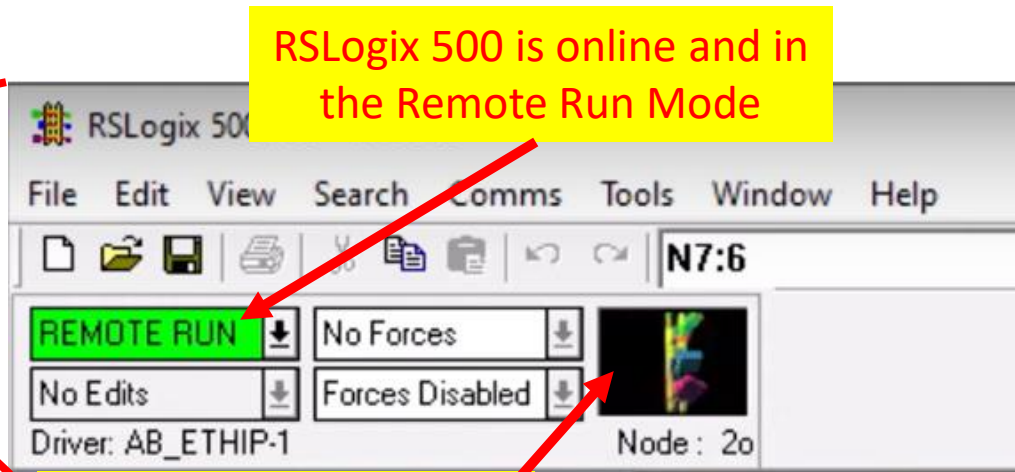 RSLogix 500 is online and in
the Remote Run Mode
RSLogix 500
File Edit View Search Comms Tools Window Help
N7:6
REMOTE RUN No Forces
No Edits Forces Disabled
Driver: AB_ETHIP-1 Node : 2o